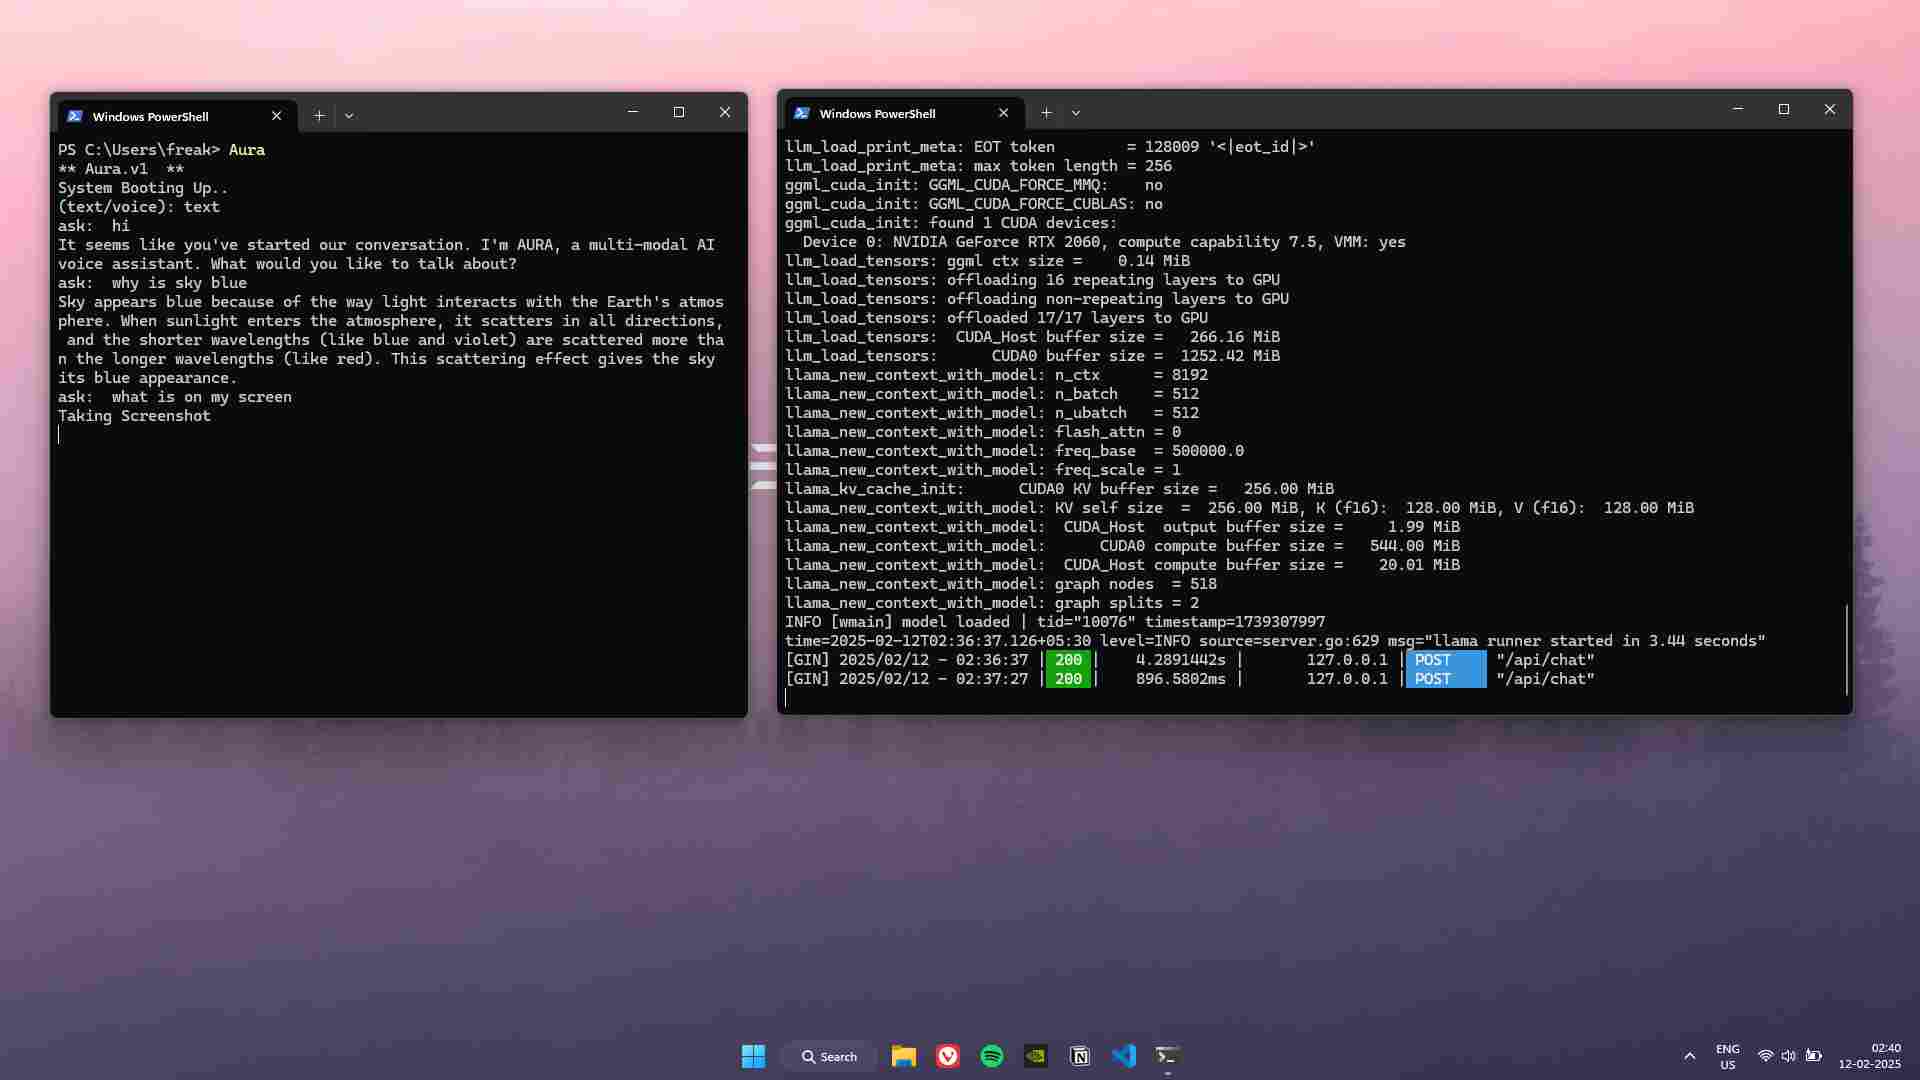 Windows PowerShell
PS C:\Users\freak> Aura
** Aura.v1  **
System Booting Up..
(text/voice): text
ask:  hi
It seems like you've started our conversation. I'm AURA, a multi-modal AI
voice assistant. What would you like to talk about?
ask:  why is sky blue
Sky appears blue because of the way light interacts with the Earth's atmos
phere. When sunlight enters the atmosphere, it scatters in all directions,
 and the shorter wavelengths (like blue and violet) are scattered more tha
n the longer wavelengths (like red). This scattering effect gives the sky
its blue appearance.
ask:  what is on my screen
Taking Screenshot
Windows PowerShell
llm_load_print_meta: EOT token        = 128009 '<|eot_id|>'
llm_load_print_meta: max token length = 256
ggml_cuda_init: GGML_CUDA_FORCE_MMQ:    no
ggml_cuda_init: GGML_CUDA_FORCE_CUBLAS: no
ggml_cuda_init: found 1 CUDA devices:
  Device 0: NVIDIA GeForce RTX 2060, compute capability 7.5, VMM: yes
llm_load_tensors: ggml ctx size =    0.14 MiB
llm_load_tensors: offloading 16 repeating layers to GPU
llm_load_tensors: offloading non-repeating layers to GPU
llm_load_tensors: offloaded 17/17 layers to GPU
llm_load_tensors:  CUDA_Host buffer size =   266.16 MiB
llm_load_tensors:      CUDA0 buffer size =  1252.42 MiB
llama_new_context_with_model: n_ctx      = 8192
llama_new_context_with_model: n_batch    = 512
llama_new_context_with_model: n_ubatch   = 512
llama_new_context_with_model: flash_attn = 0
llama_new_context_with_model: freq_base  = 500000.0
llama_new_context_with_model: freq_scale = 1
llama_kv_cache_init:      CUDA0 KV buffer size =   256.00 MiB
llama_new_context_with_model: KV self size  =  256.00 MiB, K (f16):  128.00 MiB, V (f16):  128.00 MiB
llama_new_context_with_model:  CUDA_Host  output buffer size =     1.99 MiB
llama_new_context_with_model:      CUDA0 compute buffer size =   544.00 MiB
llama_new_context_with_model:  CUDA_Host compute buffer size =    20.01 MiB
llama_new_context_with_model: graph nodes  = 518
llama_new_context_with_model: graph splits = 2
INFO [wmain] model loaded | tid="10076" timestamp=1739307997
time=2025-02-12T02:36:37.126+05:30 level=INFO source=server.go:629 msg="llama runner started in 3.44 seconds"
[GIN] 2025/02/12 - 02:36:37 | 200 |    4.2891442s |       127.0.0.1 | POST     "/api/chat"
[GIN] 2025/02/12 - 02:37:27 | 200 |    896.5802ms |       127.0.0.1 | POST     "/api/chat"
Search
ENG
US
02:40
12-02-2025